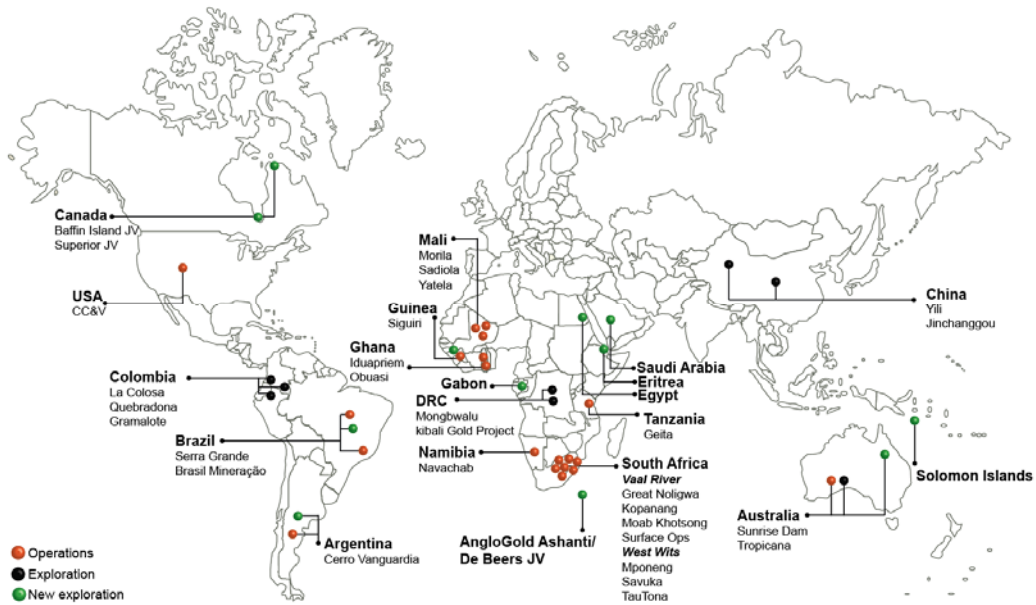 Canada
Baffin Island JV
Superior JV
USA
CC&V
Colombia
La Colosa
Quebradona
Gramalote
Brazil
Serra Grande
Brasil Mineração
Argentina
Cerro Vanguardia
Mali
Morila
Sadiola
Yatela
Guinea
Siguiri
Ghana
Iduapriem
Obuasi
Gabon
DRC
Mongbwalu
kibali Gold Project
Namibia
Navachab
AngloGold Ashanti/
De Beers JV
Saudi Arabia
Eritrea
Egypt
Tanzania
Geita
South Africa
Vaal River
Great Noligwa
Kopanang
Moab Khotsong
Surface Ops
West Wits
Mponeng
Savuka
TauTona
China
Yili
Jinchanggou
Solomon Islands
Australia
Sunrise Dam
Tropicana
Operations
Exploration
New exploration